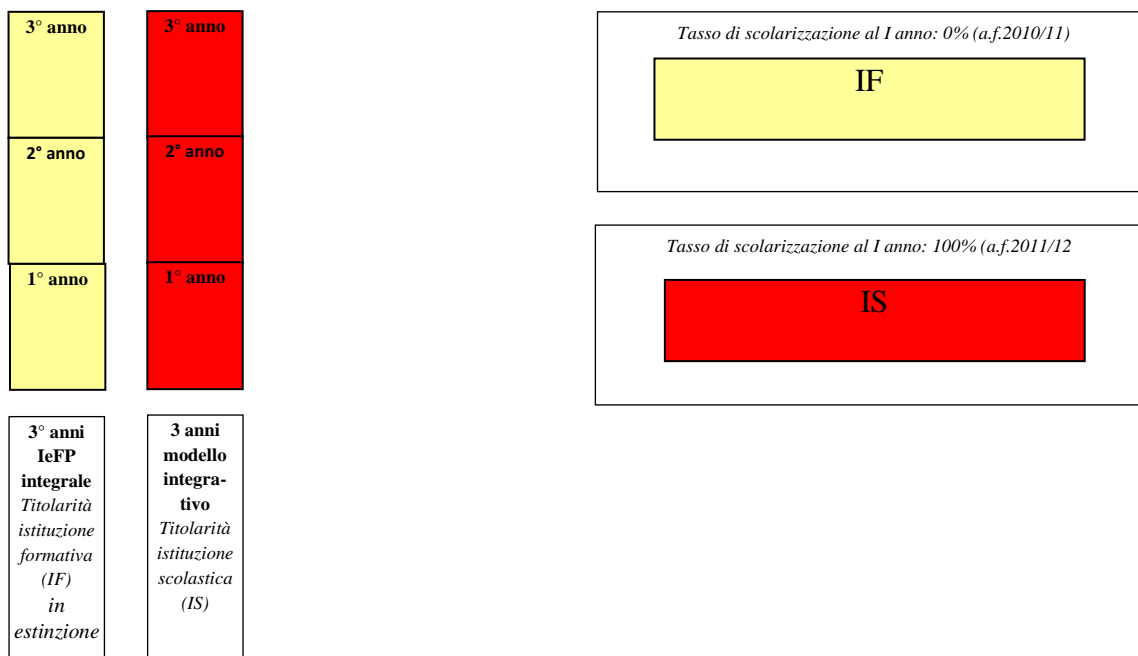 3° anno
2° anno
1° anno
3° anni
IeFP
integrale
Titolarità
istituzione
formativa
(IF)
in
estinzione
3° anno
2° anno
1° anno
3 anni
modello
integra-
tivo
Titolarità
istituzione
scolastica
(IS)
Tasso di scolarizzazione al I anno: 0% (a.f.2010/11)
IF
Tasso di scolarizzazione al I anno: 100% (a.f.2011/12
IS